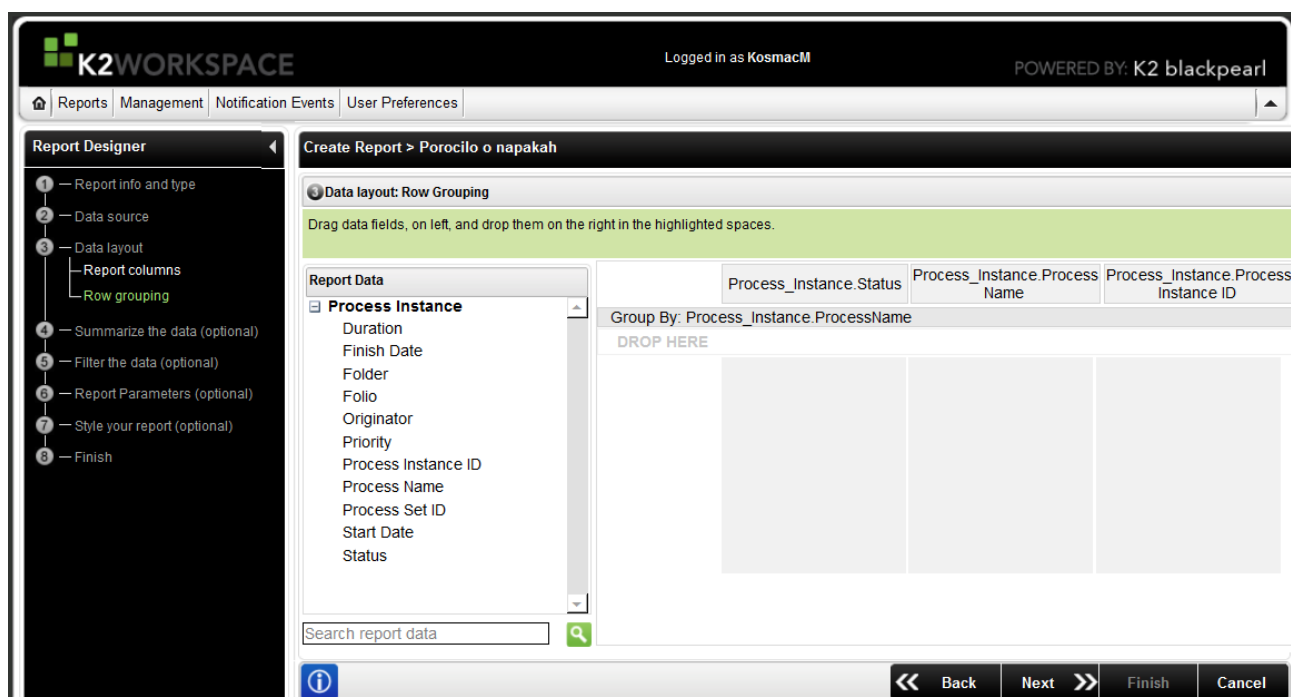 K2WORKSPACE
Logged in as KosmacM
POWERED BY: K2 blackpearl
Reports Management Notification Events User Preferences
Report Designer
1 Report info and type
2 Data source
3 Data layout
Report columns
Row grouping
4 Summarize the data (optional)
5 Filter the data (optional)
6 Report Parameters (optional)
7 Style your report (optional)
8 Finish
Create Report > Porocilo o napakah
3 Data layout: Row Grouping
Drag data fields, on left, and drop them on the right in the highlighted spaces.
Report Data
Process Instance
Duration
Finish Date
Folder
Folio
Originator
Priority
Process Instance ID
Process Name
Process Set ID
Start Date
Status
Search report data
Process_Instance.Status
Process_Instance.Process
Name
Process_Instance.Process
Instance ID
Group By: Process_Instance.ProcessName
DROP HERE
Back Next Finish Cancel